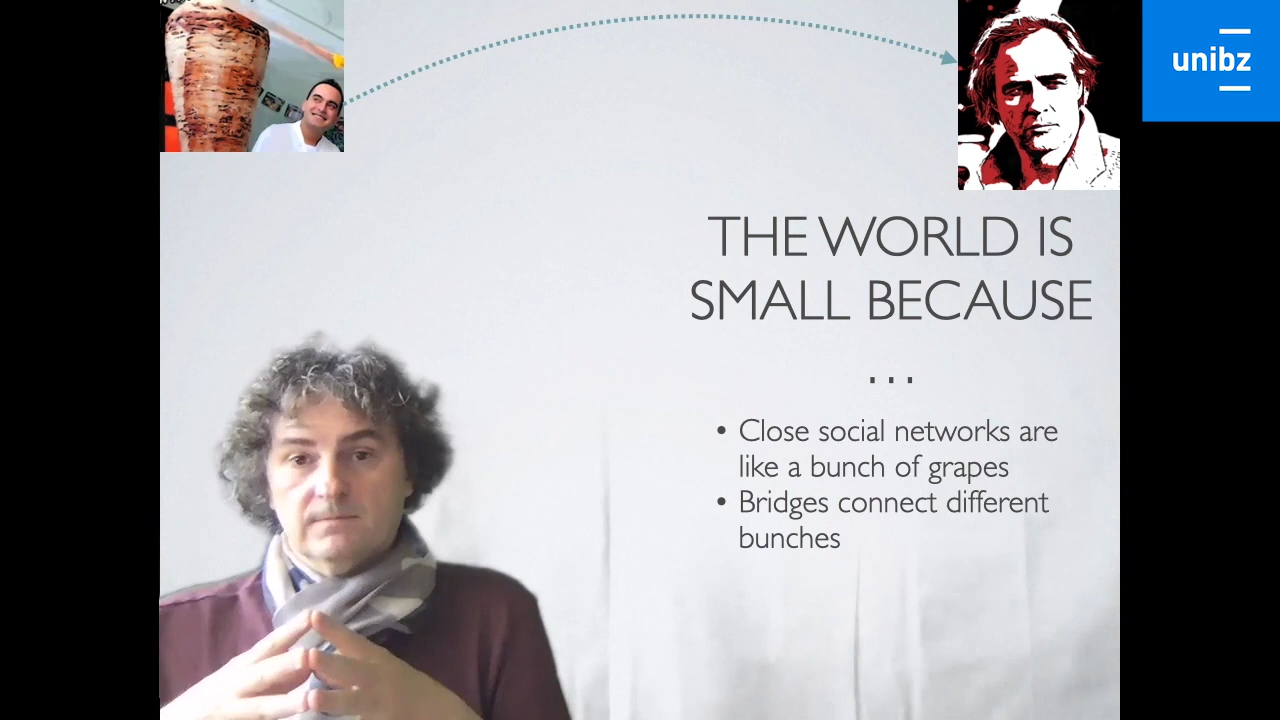 unibz
THE WORLD IS
SMALL BECAUSE
...
• Close social networks are
like a bunch of grapes
• Bridges connect different
bunches